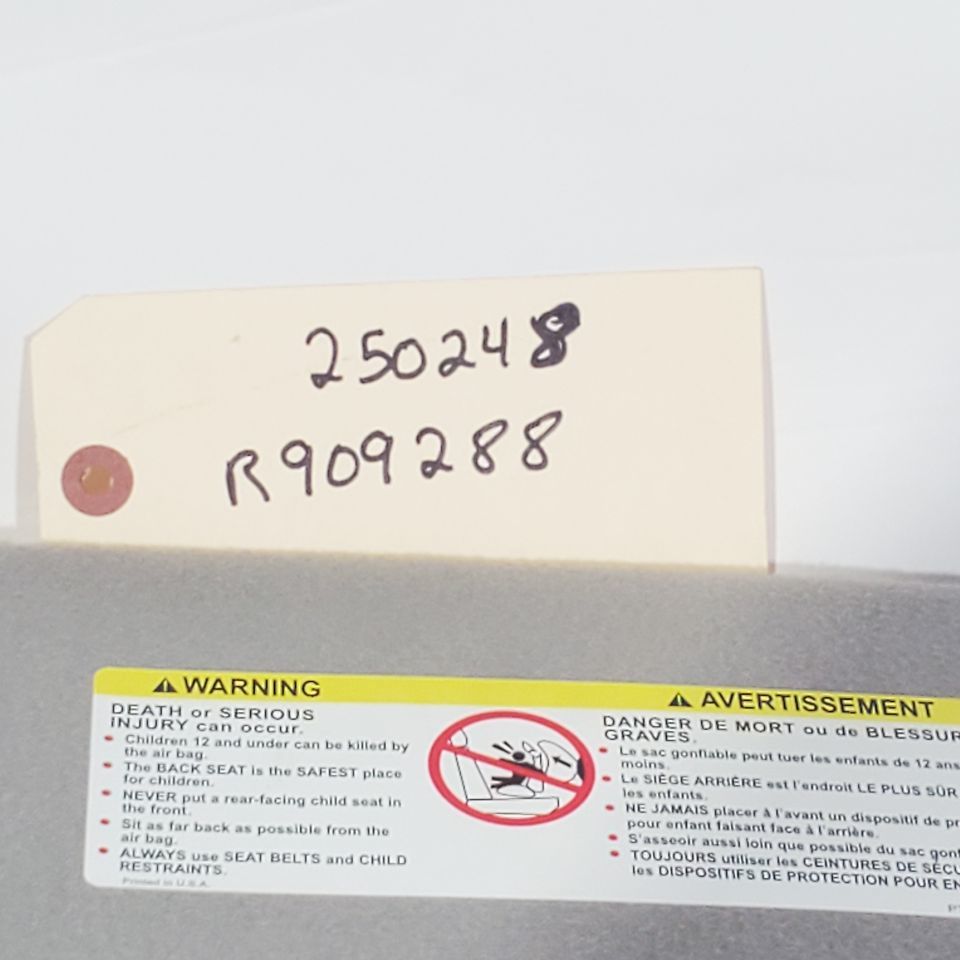 250248
R909288
WARNING
DEATH or SERIOUS
INJURY can occur.
• Children 12 and under can be killed by
the air bag.
• The BACK SEAT is the SAFEST place
for children.
• NEVER put a rear-facing child seat in
the front.
• Sit as far back as possible from the
air bag.
• ALWAYS use SEAT BELTS and CHILD
RESTRAINTS.
Printed in U.S.A.
AVERTISSEMENT
DANGER DE MORT ou de BLESSUR
GRAVES.
• Le sac gonflable peut tuer les enfants de 12 ans
moins.
• Le SIÈGE ARRIÈRE est l'endroit LE PLUS SÛR
les enfants.
• NE JAMAIS placer à l'avant un dispositif de pr
pour enfant faisant face à l'arrière.
• S'asseoir aussi loin que possible du sac gonf
• TOUJOURS utiliser les CEINTURES DE SÉCU
les DISPOSITIFS DE PROTECTION POUR EN